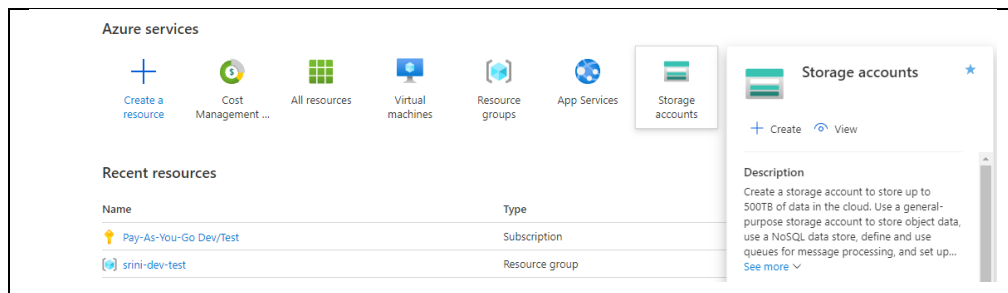 Azure services
Create a
resource
Cost
Management ...
All resources
Virtual
machines
Resource
groups
App Services
Storage
accounts
Storage accounts
Create
View
Description
Create a storage account to store up to
500TB of data in the cloud. Use a general-
purpose storage account to store object data,
use a NoSQL data store, define and use
queues for message processing, and set up...
See more
Recent resources
Name Type
Pay-As-You-Go Dev/Test Subscription
srini-dev-test Resource group